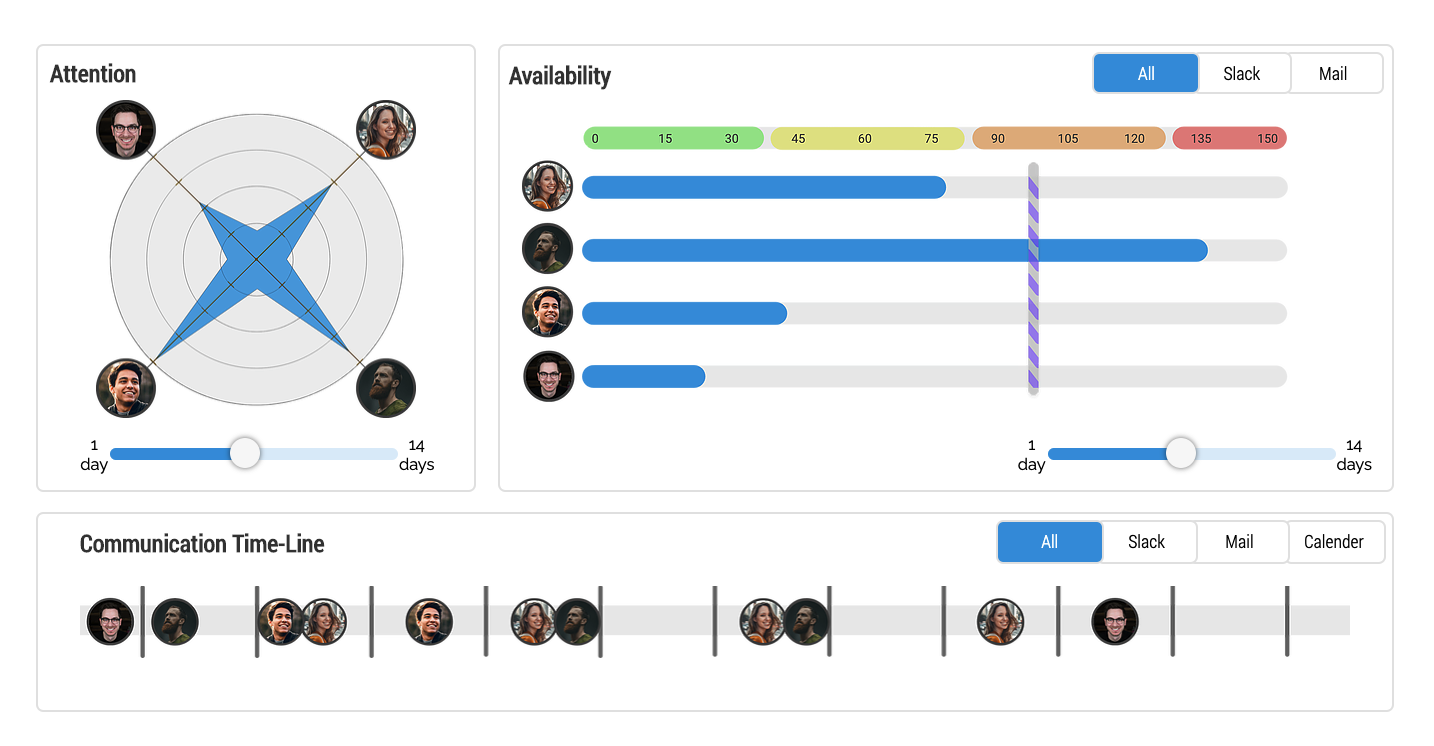 Attention
1
day
14
days
Availability
All Slack Mail
0 15 30 45 60 75 90 105 120 135 150
1
day
14
days
Communication Time-Line
All Slack Mail Calender